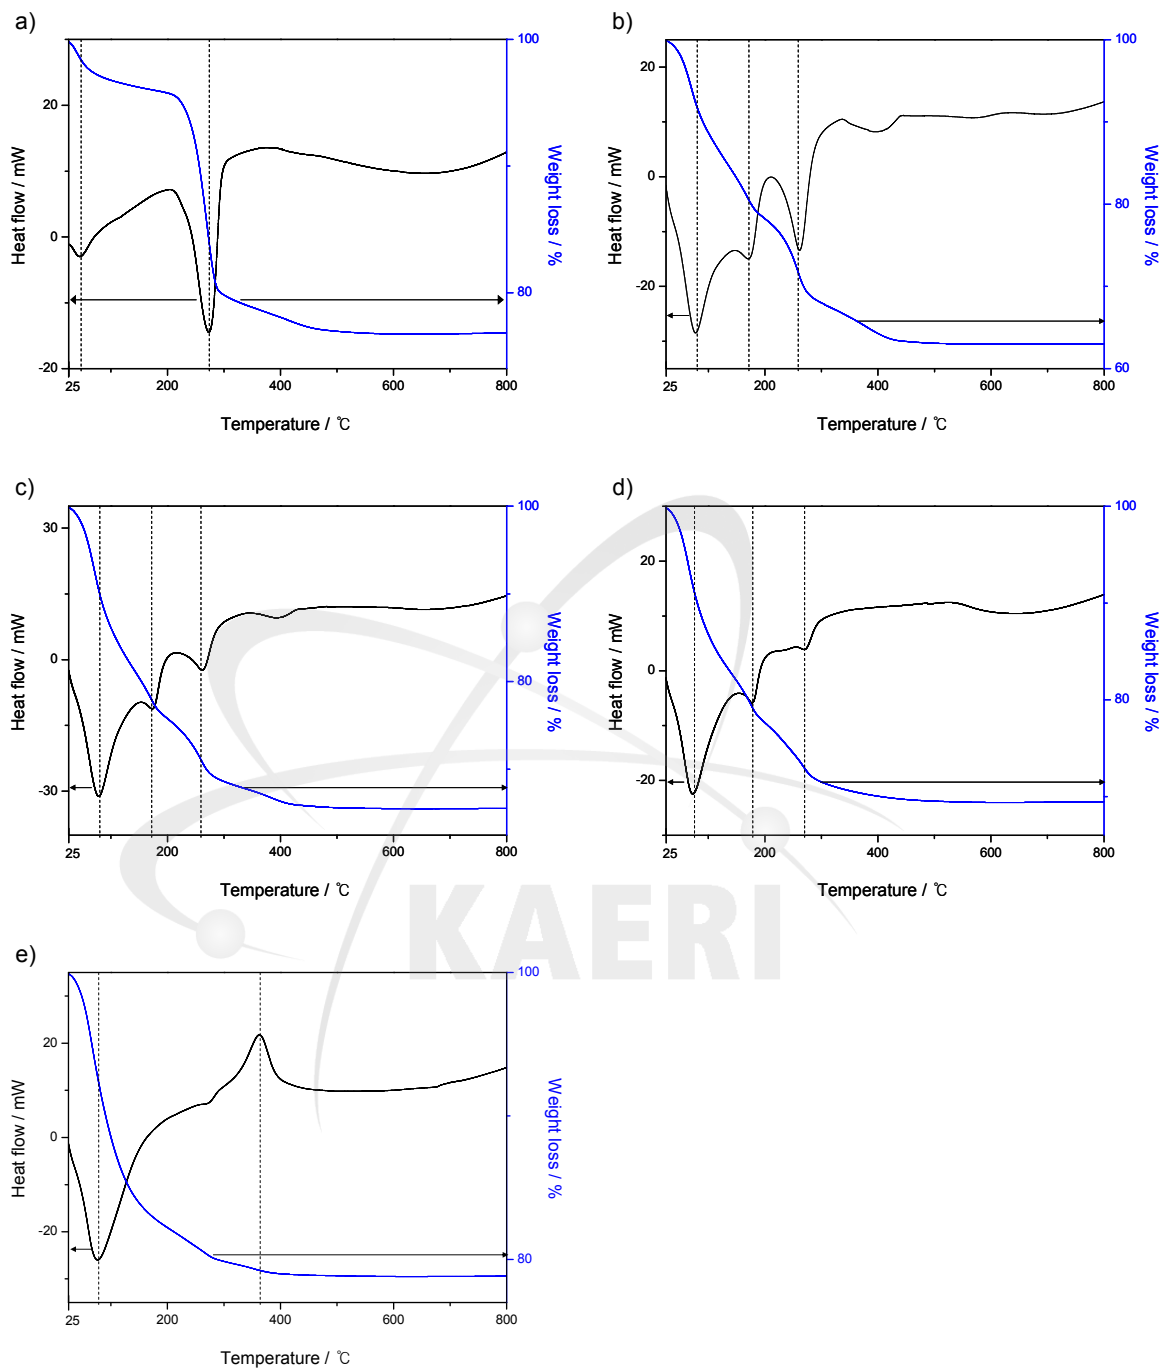 a)
b)
100
100
20
20
0
0
80
80
-20
-20
60
25
200
400
600
800
25
200
400
600
800
Heat flow / mW
Weight loss / %
Heat flow / mW
Weight loss / %
Temperature / ℃
Temperature / ℃
c)
d)
100
100
30
20
0
0
80
80
-30
-20
25
200
400
600
800
25
200
400
600
800
Heat flow / mW
Weight loss / %
Heat flow / mW
Weight loss / %
Temperature / ℃
Temperature / ℃
KAERI
e)
100
20
0
-20
80
25
200
400
600
800
Heat flow / mW
Weight loss / %
Temperature / ℃